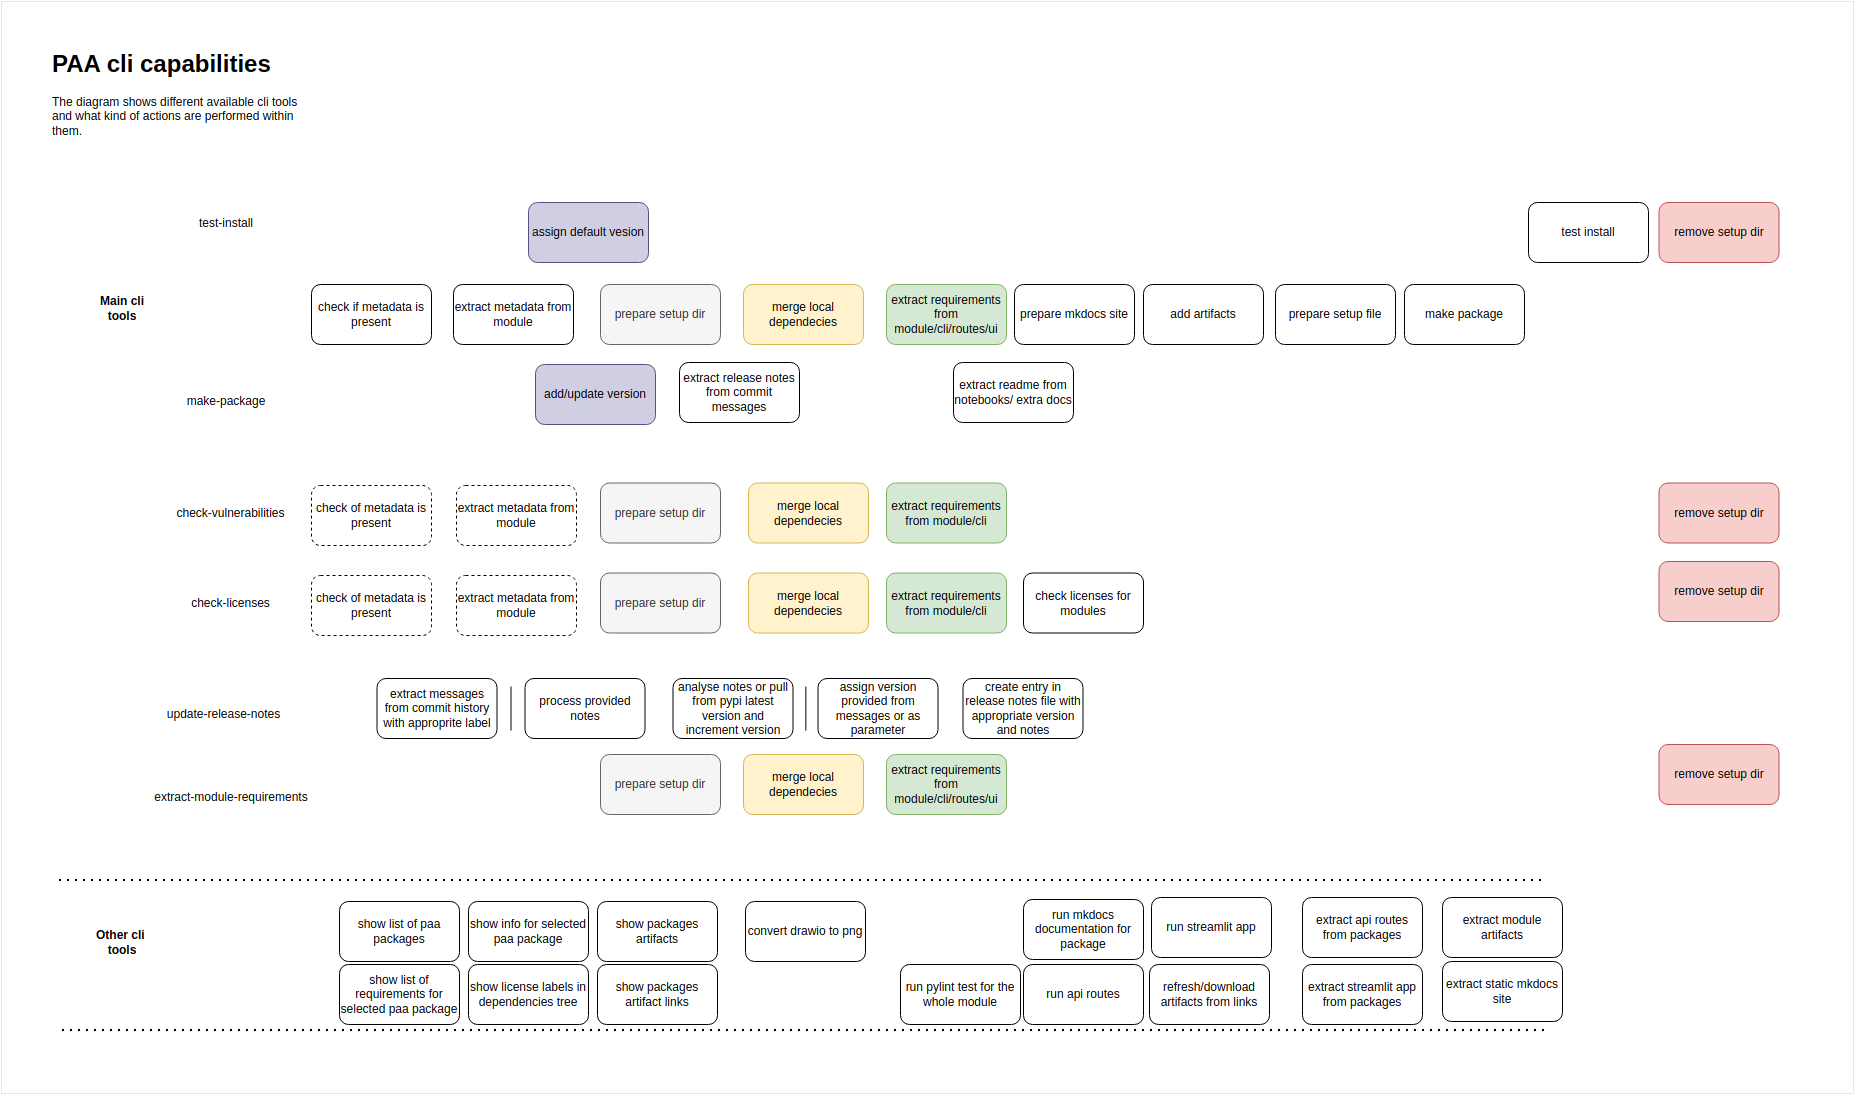 PAA cli capabilities
The diagram shows different available cli tools
and what kind of actions are performed within
them.
test-install
assign default vesion
test install
remove setup dir
Main cli
tools
check if metadata is
present
extract metadata from
module
prepare setup dir
merge local
dependecies
extract requirements
from
module/cli/routes/ui
prepare mkdocs site
add artifacts
prepare setup file
make package
make-package
add/update version
extract release notes
from commit
messages
extract readme from
notebooks/ extra docs
check-vulnerabilities
check of metadata is
present
extract metadata from
module
prepare setup dir
merge local
dependecies
extract requirements
from module/cli
remove setup dir
check-licenses
check of metadata is
present
extract metadata from
module
prepare setup dir
merge local
dependecies
extract requirements
from module/cli
check licenses for
modules
remove setup dir
update-release-notes
extract messages
from commit history
with approprite label
process provided
notes
analyse notes or pull
from pypi latest
version and
increment version
assign version
provided from
messages or as
parameter
create entry in
release notes file with
appropriate version
and notes
extract-module-requirements
prepare setup dir
merge local
dependecies
extract requirements
from
module/cli/routes/ui
remove setup dir
Other cli
tools
show list of paa
packages
show info for selected
paa package
show packages
artifacts
convert drawio to png
run mkdocs
documentation for
package
run streamlit app
extract api routes
from packages
extract module
artifacts
show list of
requirements for
selected paa package
show license labels in
dependencies tree
show packages
artifact links
run pylint test for the
whole module
run api routes
refresh/download
artifacts from links
extract streamlit app
from packages
extract static mkdocs
site